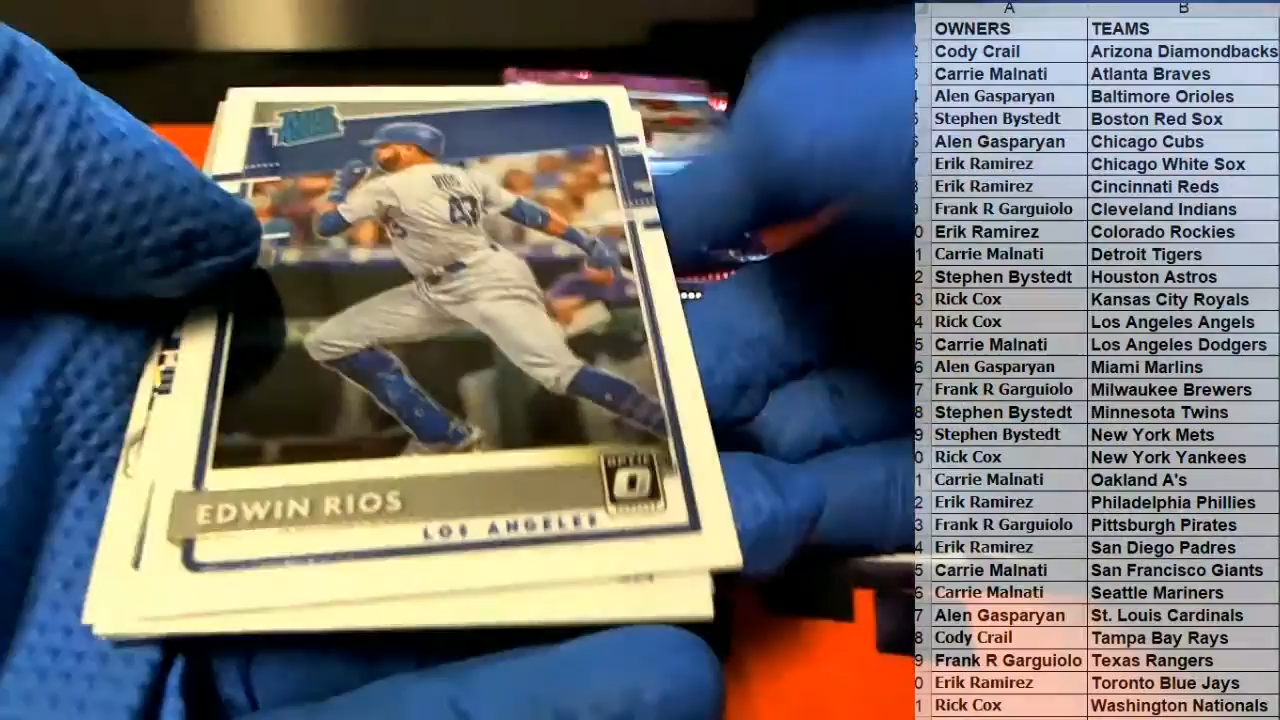 RATED
RIOS
43
EDWIN RIOS
LOS ANGELES
OPTIC
A B
OWNERS TEAMS
Cody Crail Arizona Diamondbacks
Carrie Malnati Atlanta Braves
Alen Gasparyan Baltimore Orioles
Stephen Bystedt Boston Red Sox
Alen Gasparyan Chicago Cubs
Erik Ramirez Chicago White Sox
Erik Ramirez Cincinnati Reds
Frank R Garguiolo Cleveland Indians
Erik Ramirez Colorado Rockies
Carrie Malnati Detroit Tigers
Stephen Bystedt Houston Astros
Rick Cox Kansas City Royals
Rick Cox Los Angeles Angels
Carrie Malnati Los Angeles Dodgers
Alen Gasparyan Miami Marlins
Frank R Garguiolo Milwaukee Brewers
Stephen Bystedt Minnesota Twins
Stephen Bystedt New York Mets
Rick Cox New York Yankees
Carrie Malnati Oakland A's
Erik Ramirez Philadelphia Phillies
Frank R Garguiolo Pittsburgh Pirates
Erik Ramirez San Diego Padres
Carrie Malnati San Francisco Giants
Carrie Malnati Seattle Mariners
Alen Gasparyan St. Louis Cardinals
Cody Crail Tampa Bay Rays
Frank R Garguiolo Texas Rangers
Erik Ramirez Toronto Blue Jays
Rick Cox Washington Nationals